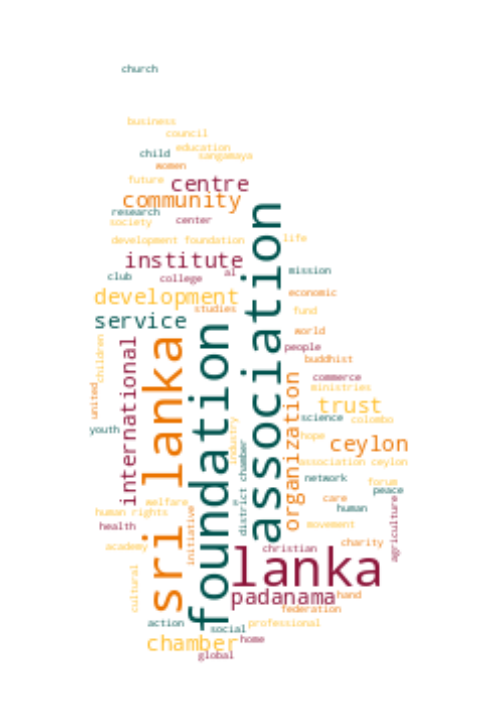 church
business
council
education
child
sangamaya
women
future
centre
community
research
society
center
association
development foundation
life
institute
mission
al
club
college
development
economic
studies
fund
service
foundation
world
sri lanka
international
children
people
buddhist
commerce
ministries
organization
united
trust
science
colombo
industry
youth
hope
ceylon
district chamber
association ceylon
network
forum
peace
welfare
s
care
human rights
human
initiative
agriculture
health
movement
academy
charity
christian
lanka
cultural
padanama
hand
federation
action
professional
social
chamber
home
global